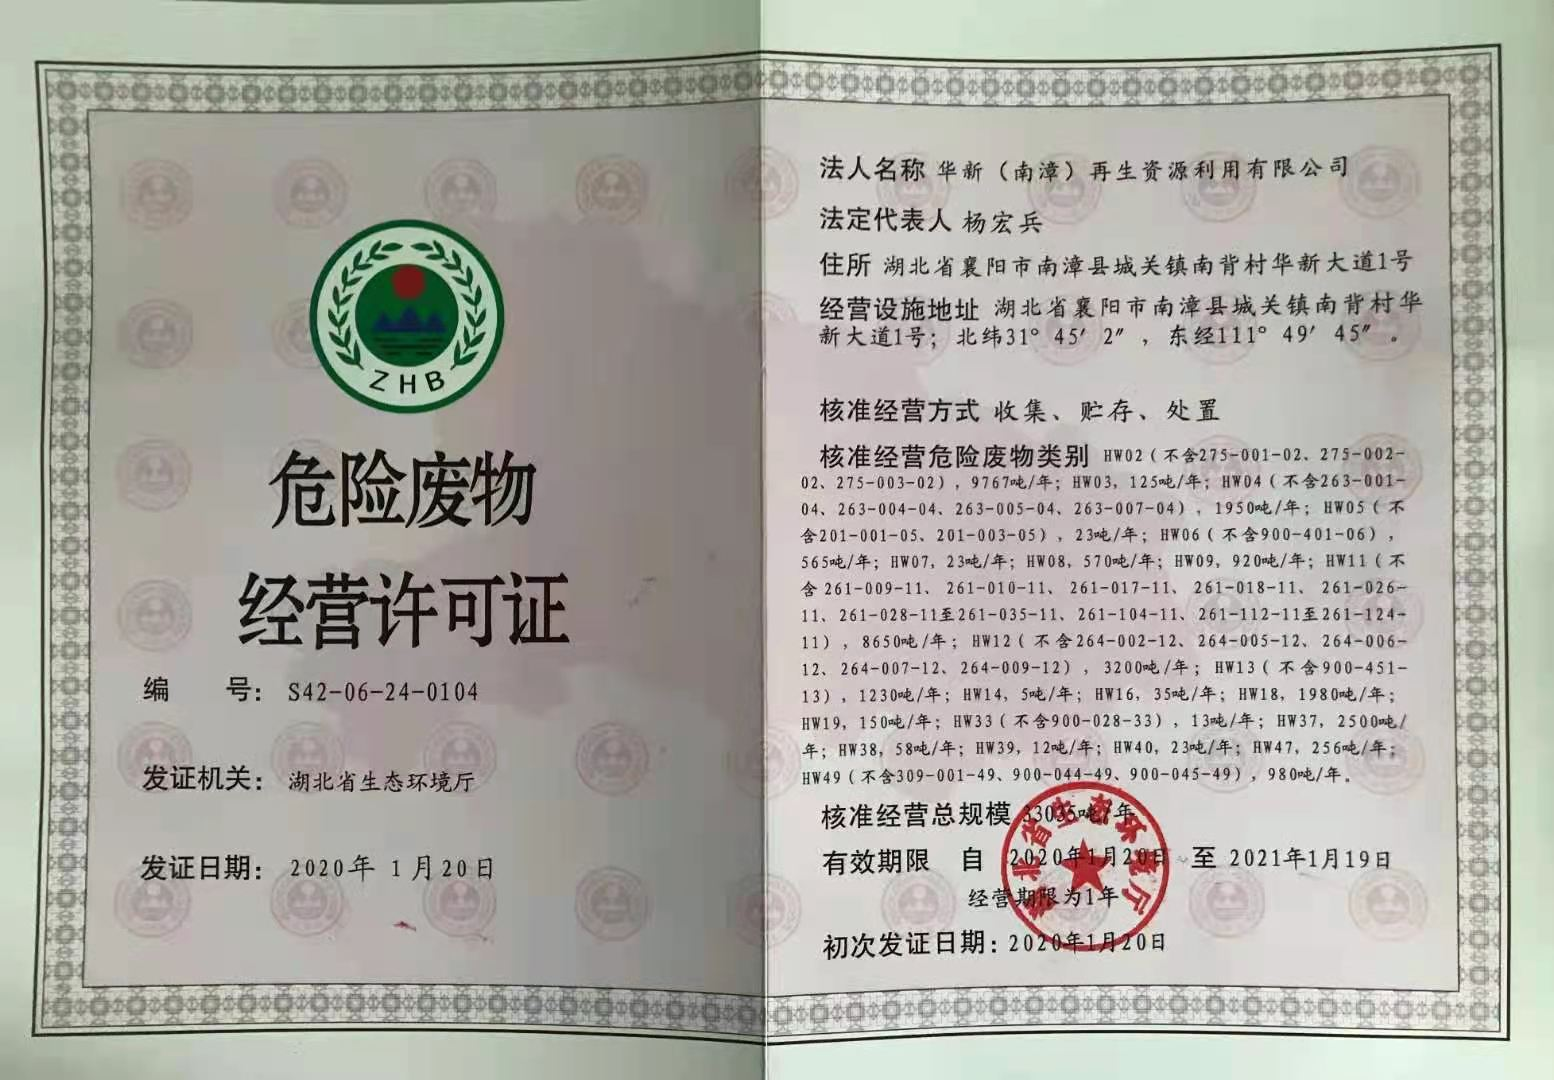 ZHB
危险废物
经营许可证
编 号： S42-06-24-0104
发证机关： 湖北省生态环境厅
发证日期： 2020年 1月20日
法人名称 华新（南漳）再生资源利用有限公司
法定代表人 杨宏兵
住所 湖北省襄阳市南漳县城关镇南背村华新大道1号
经营设施地址 湖北省襄阳市南漳县城关镇南背村华
新大道1号；北纬31° 45′ 2″ ，东经111° 49′ 45″ 。
核准经营方式 收集、贮存、处置
核准经营危险废物类别 HW02（不含275-001-02、275-002-
02、275-003-02），9767吨/年；HW03，125吨/年；HW04（不含263-001-
04、263-004-04、263-005-04、263-007-04），1950吨/年；HW05（不
含201-001-05、201-003-05），23吨/年；HW06（不含900-401-06），
565吨/年；HW07，23吨/年；HW08，570吨/年；HW09，920吨/年；HW11（不
含261-009-11、261-010-11、261-017-11、261-018-11、261-026-
11、261-028-11至261-035-11、261-104-11、261-112-11至261-124-
11），8650吨/年；HW12（不含264-002-12、264-005-12、264-006-
12、264-007-12、264-009-12），3200吨/年；HW13（不含900-451-
13），1230吨/年；HW14，5吨/年；HW16，35吨/年；HW18，1980吨/年；
HW19，150吨/年；HW33（不含900-028-33），13吨/年；HW37，2500吨/
年；HW38，58吨/年；HW39，12吨/年；HW40，23吨/年；HW47，256吨/年；
HW49（不含309-001-49、900-044-49、900-045-49），980吨/年。
核准经营总规模 33035吨/年
有效期限 自 2020年1月20日 至 2021年1月19日
经营期限为1年
初次发证日期：2020年1月20日
湖北省生态环境厅